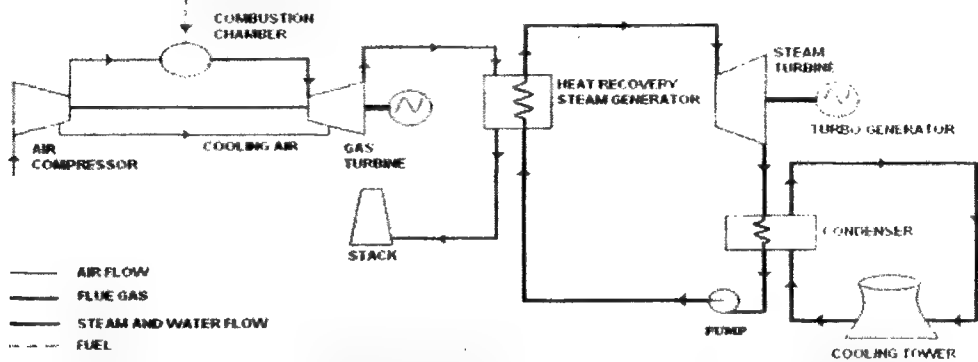 COMBUSTION
CHAMBER
AIR
COMPRESSOR
COOLING AIR
GAS
TURBINE
HEAT RECOVERY
STEAM GENERATOR
STEAM
TURBINE
TURBO GENERATOR
STACK
CONDENSER
PUMP
COOLING TOWER
AIR FLOW
FLUE GAS
STEAM AND WATER FLOW
FUEL